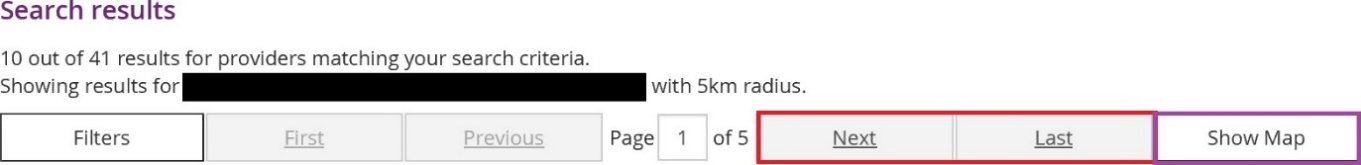 Search results
10 out of 41 results for providers matching your search criteria.
Showing results for with 5km radius.
Filters First Previous Page 1 of 5 Next Last Show Map